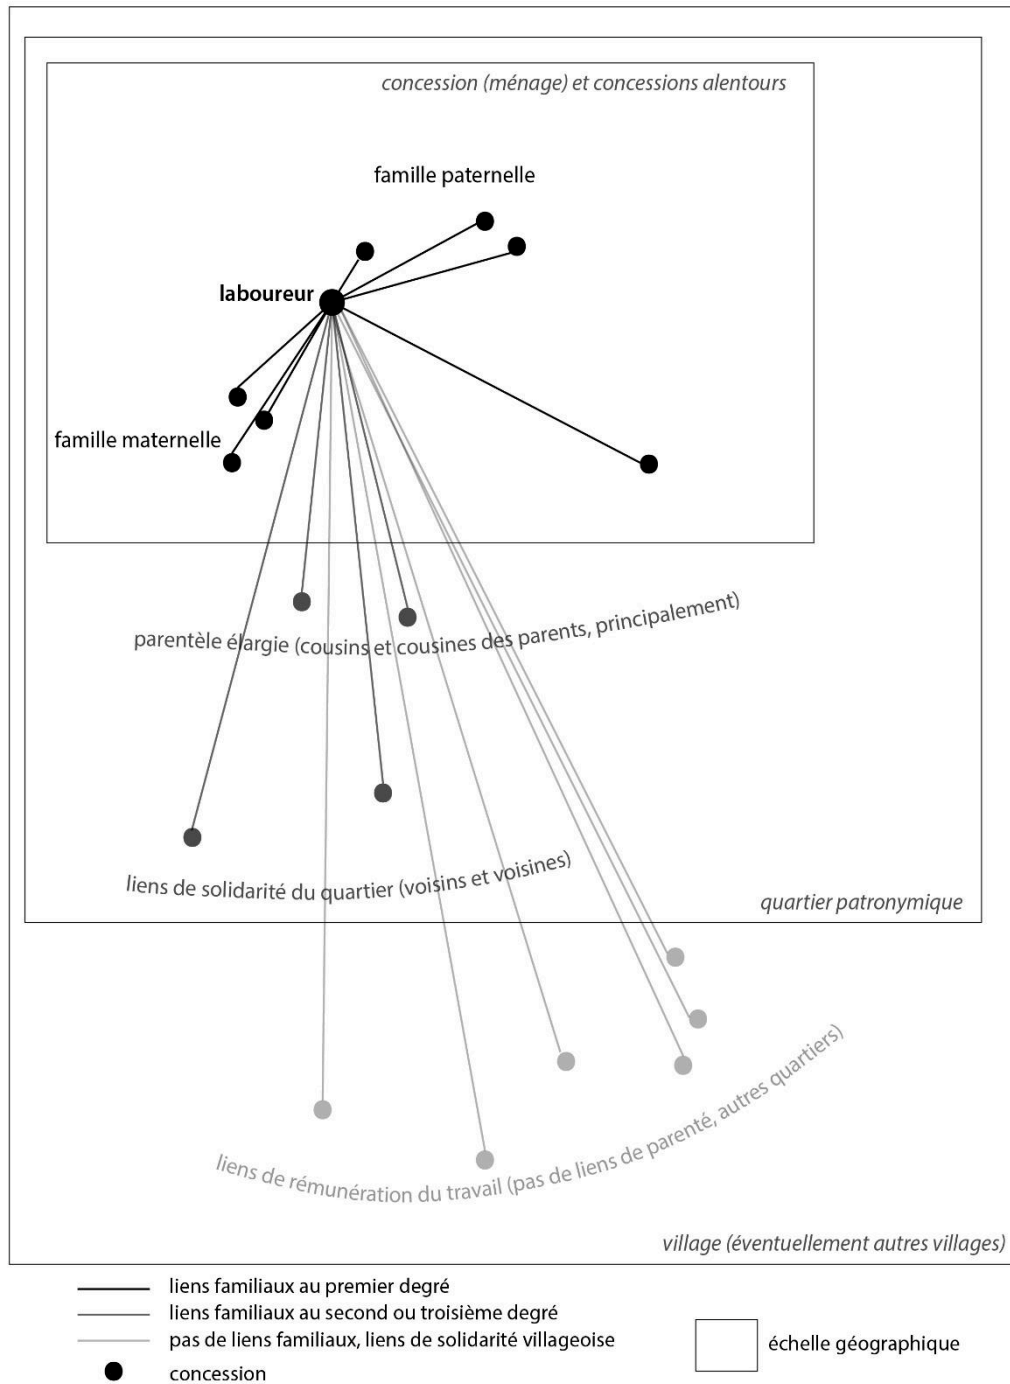 concession (ménage) et concessions alentours
famille paternelle
laboureur
famille maternelle
parentèle élargie (cousins et cousines des parents, principalement)
liens de solidarité du quartier (voisins et voisines)
quartier patronymique
liens de rémunération du travail (pas de liens de parenté, autres quartiers)
village (éventuellement autres villages)
liens familiaux au premier degré
liens familiaux au second ou troisième degré
pas de liens familiaux, liens de solidarité villageoise
échelle géographique
concession